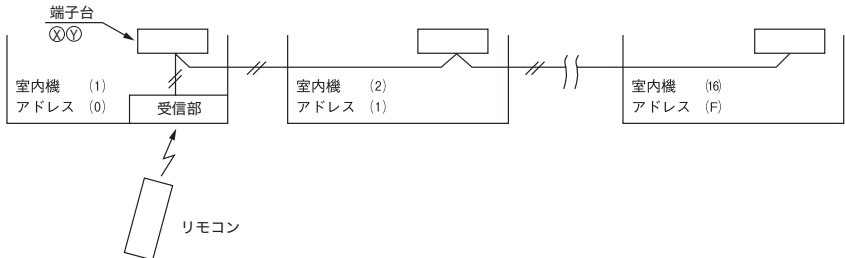 端子台
ⓍⓎ
室内機 (1)
アドレス (0)
受信部
室内機 (2)
アドレス (1)
室内機 (16)
アドレス (F)
リモコン